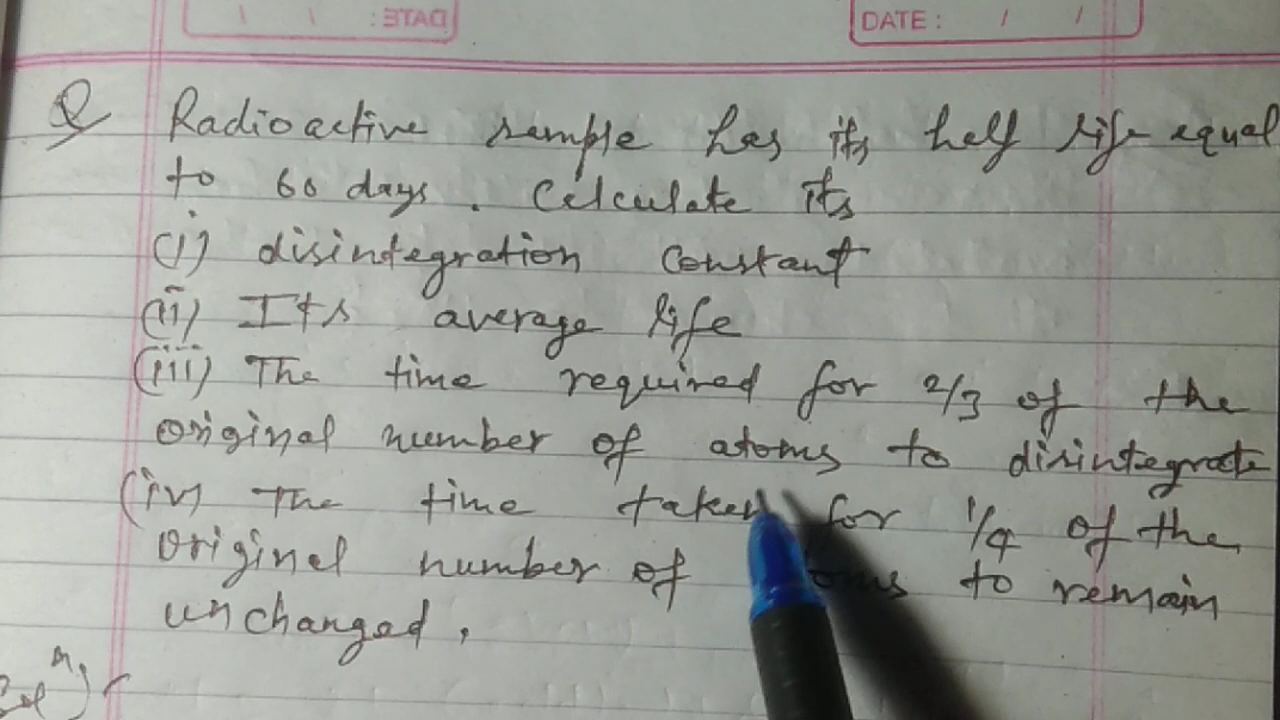 DATE : / /
DATE : / /
Q Radioactive sample has its half life equal
to 60 days. Calculate its
(i) disintegration constant
(ii) Its average life
(iii) The time required for 2/3 of the
original number of atoms to disintegrate
(iv) The time taken for 1/4 of the
original number of to remain
unchanged.
Solⁿ,